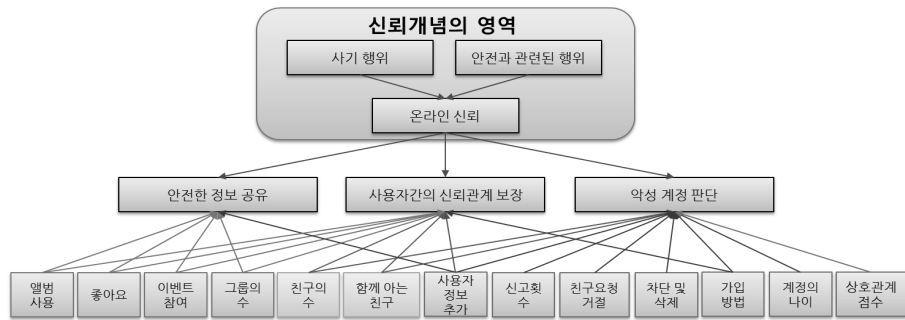 신뢰개념의 영역
사기 행위
안전과 관련된 행위
온라인 신뢰
안전한 정보 공유
사용자간의 신뢰관계 보장
악성 계정 판단
앨범
사용
좋아요
이벤트
참여
그룹의
수
친구의
수
함께 아는
친구
사용자
정보
추가
신고횟
수
친구요청
거절
차단 및
삭제
가입
방법
계정의
나이
상호관계
점수